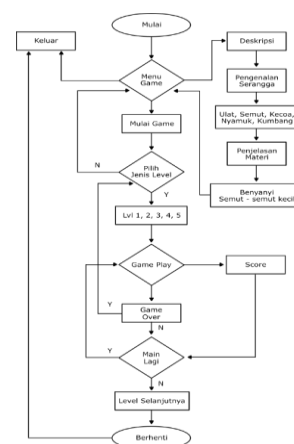 Mulai
Keluar
Deskripsi
Menu
Game
Pengenalan
Serangga
Mulai Game
Ulat, Semut, Kecoa,
Nyamuk, Kumbang
N
Pilih
Jenis Level
Penjelasan
Materi
Y
Benyanyi
Semut - semut kecil
Lvl 1, 2, 3, 4, 5
Game Play
Score
Y
Game
Over
N
Y
Main
Lagi
N
Level Selanjutnya
Berhenti